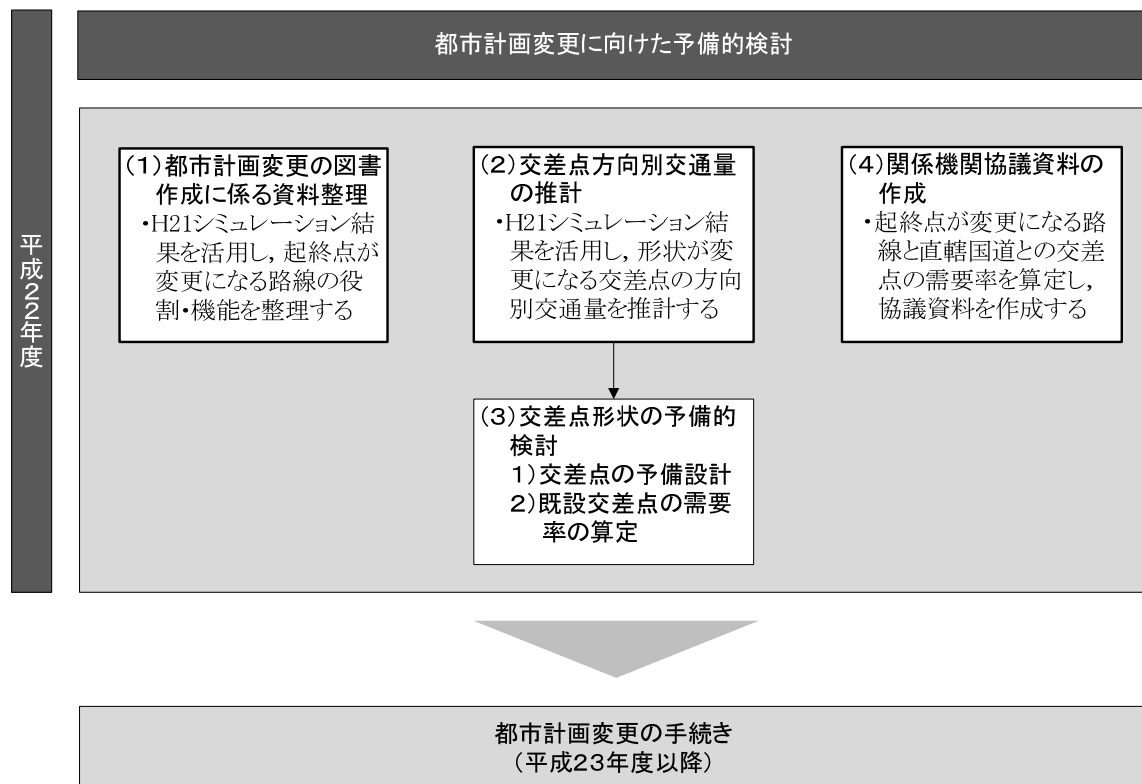 都市計画変更に向けた予備的検討
平成22年度
(1)都市計画変更の図書
作成に係る資料整理
・H21シミュレーション結
果を活用し，起終点が
変更になる路線の役
割・機能を整理する
(2)交差点方向別交通量
の推計
・H21シミュレーション結
果を活用し，形状が変
更になる交差点の方向
別交通量を推計する
(3)交差点形状の予備的
検討
1)交差点の予備設計
2)既設交差点の需要
率の算定
(4)関係機関協議資料の
作成
・起終点が変更になる路
線と直轄国道との交差
点の需要率を算定し，
協議資料を作成する
都市計画変更の手続き
（平成23年度以降）